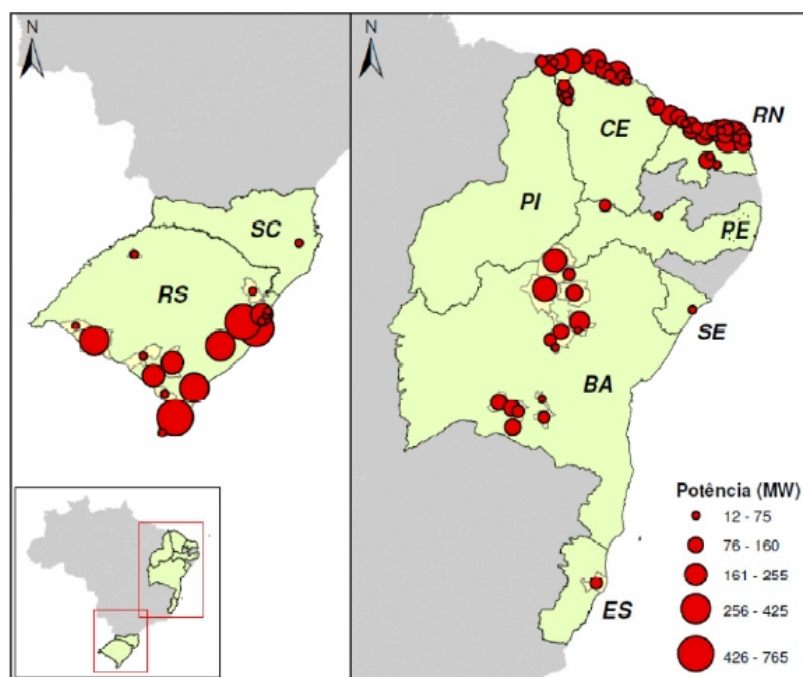 N
SC
RS
N
RN
CE
PI
PE
SE
BA
ES
Potência (MW)
12 - 75
76 - 160
161 - 255
256 - 425
426 - 765